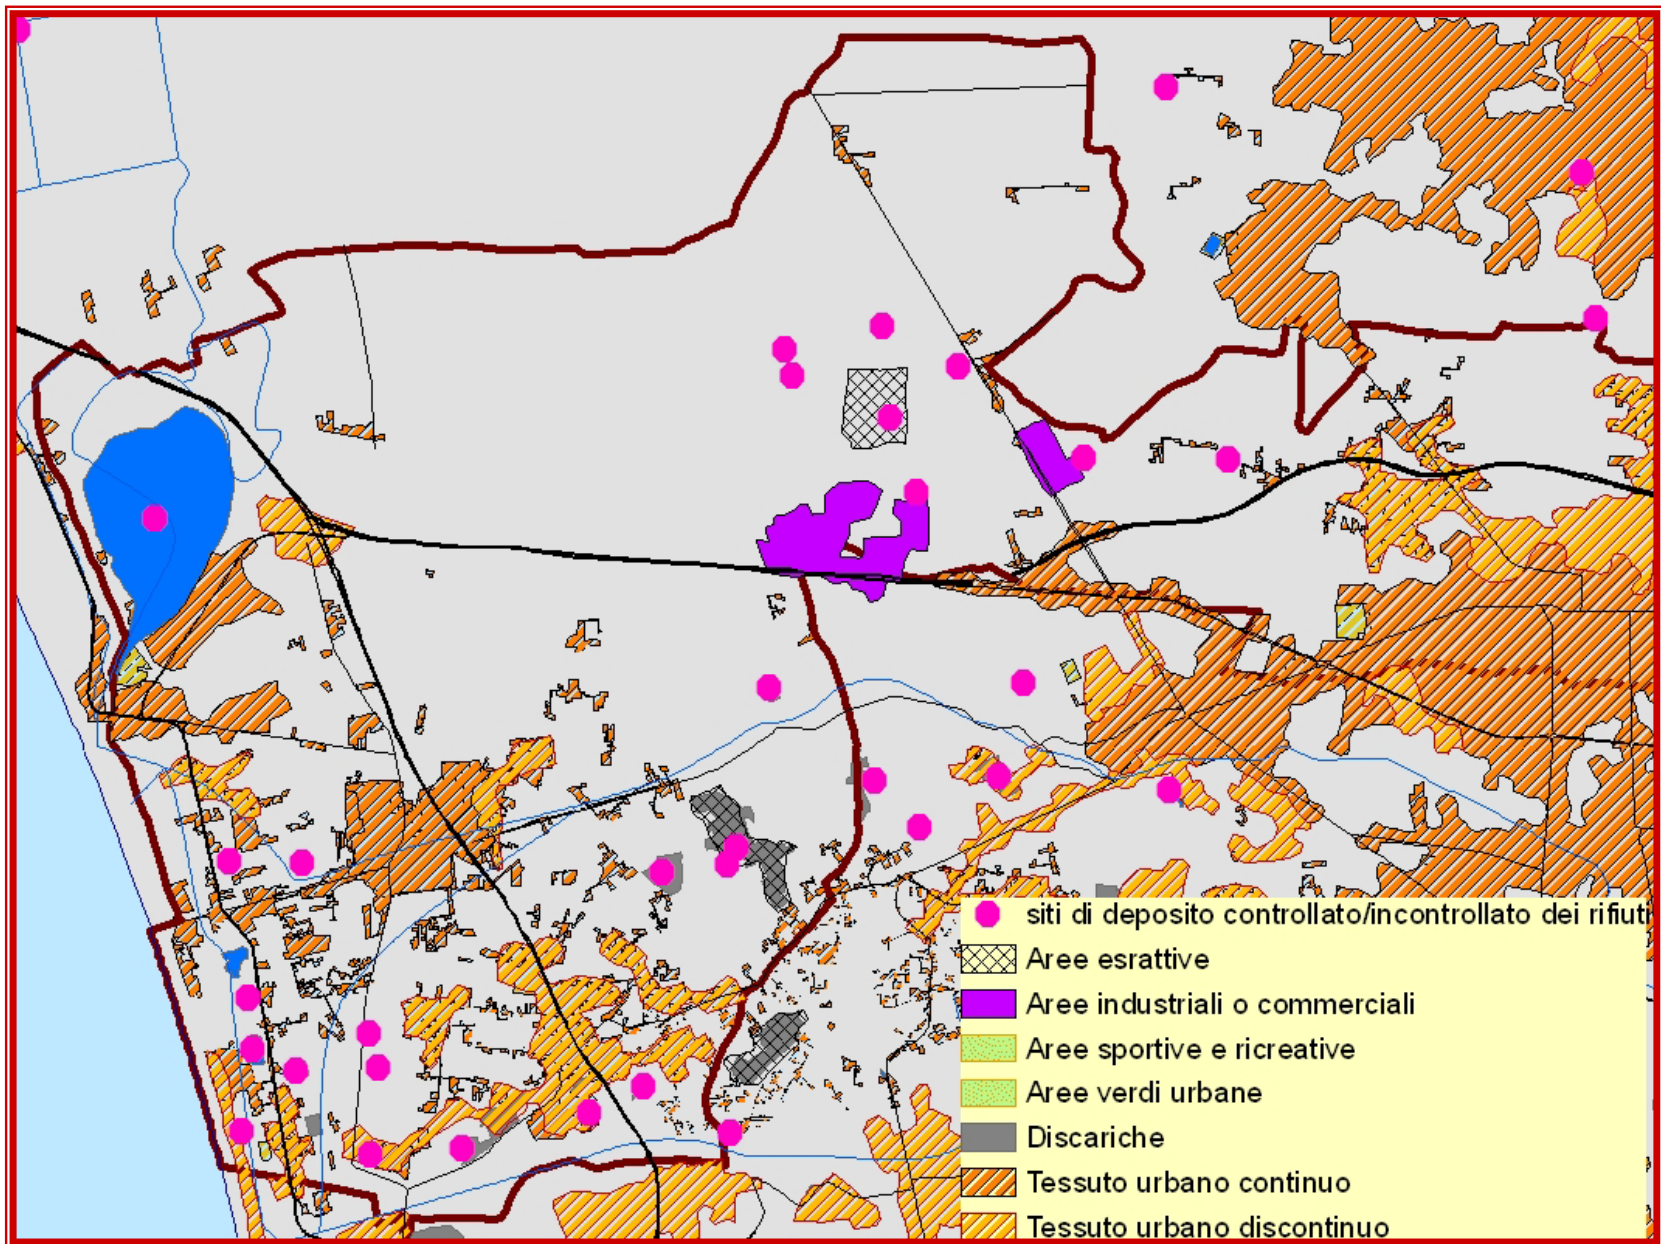 3
siti di deposito controllato/incontrollato dei rifiuti
Aree esrattive
Aree industriali o commerciali
Aree sportive e ricreative
Aree verdi urbane
Discariche
Tessuto urbano continuo
Tessuto urbano discontinuo